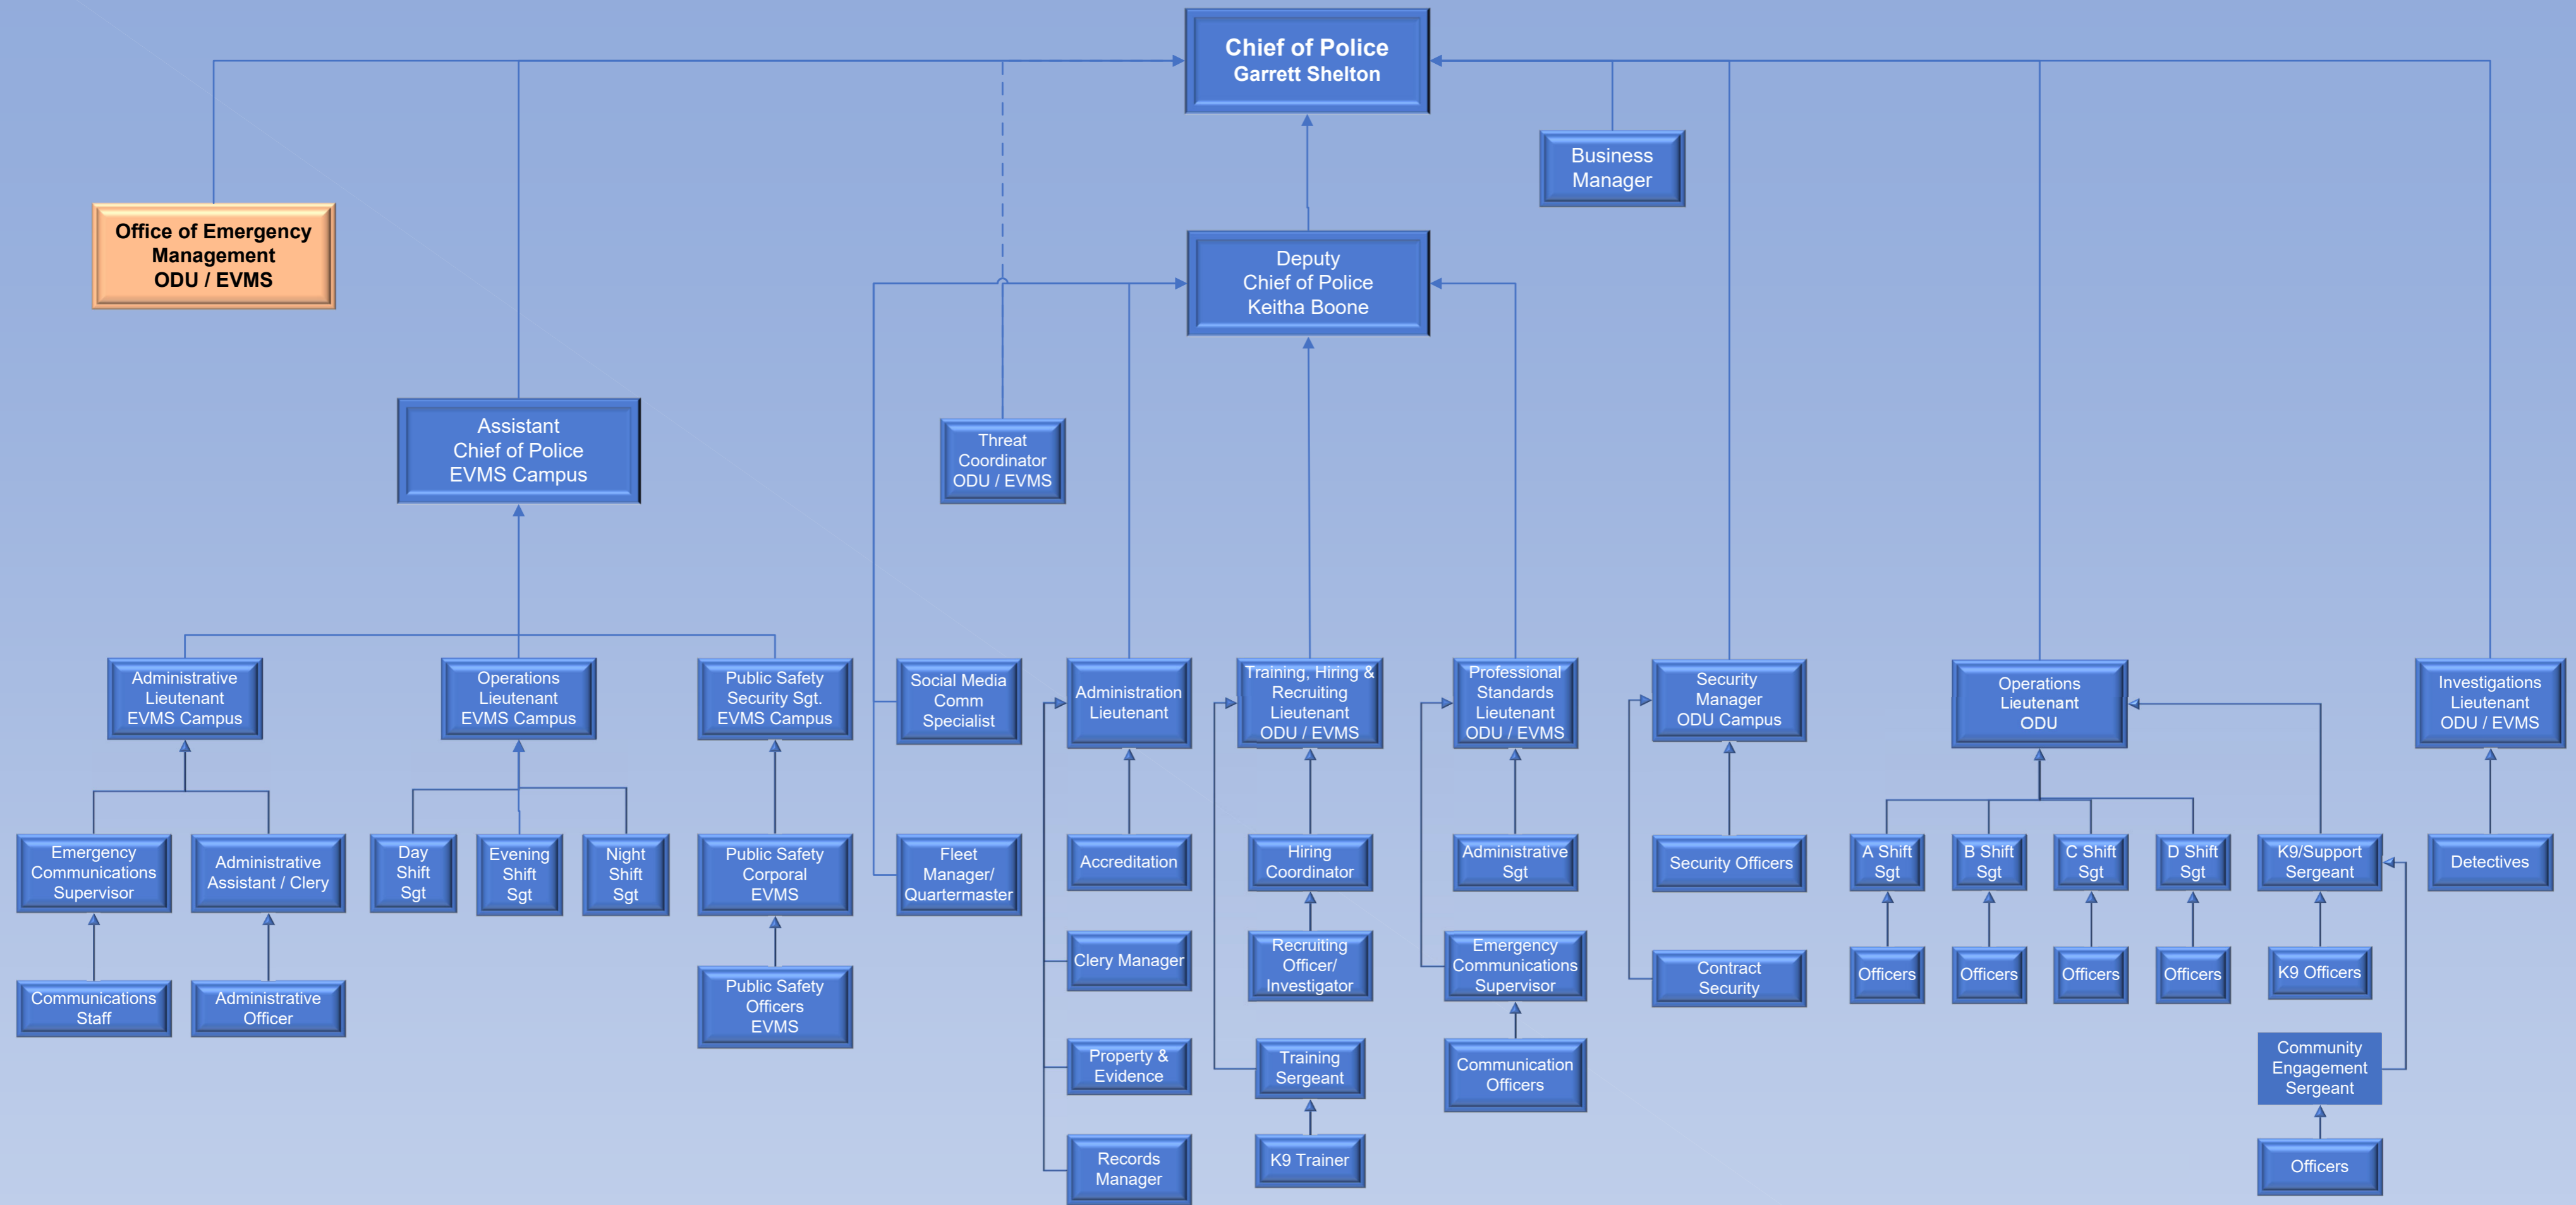 Chief of Police
Garrett Shelton
Business
Manager
Office of Emergency
Management
ODU / EVMS
Deputy
Chief of Police
Keitha Boone
Assistant
Chief of Police
EVMS Campus
Threat
Coordinator
ODU / EVMS
Administrative
Lieutenant
EVMS Campus
Operations
Lieutenant
EVMS Campus
Public Safety
Security Sgt.
EVMS Campus
Social Media
Comm
Specialist
Administration
Lieutenant
Training, Hiring &
Recruiting
Lieutenant
ODU / EVMS
Professional
Standards
Lieutenant
ODU / EVMS
Security
Manager
ODU Campus
Operations
Lieutenant
ODU
Investigations
Lieutenant
ODU / EVMS
Emergency
Communications
Supervisor
Administrative
Assistant / Clery
Day
Shift
Sgt
Evening
Shift
Sgt
Night
Shift
Sgt
Public Safety
Corporal
EVMS
Fleet
Manager/
Quartermaster
Accreditation
Hiring
Coordinator
Administrative
Sgt
Security Officers
A Shift
Sgt
B Shift
Sgt
C Shift
Sgt
D Shift
Sgt
K9/Support
Sergeant
Detectives
Communications
Staff
Administrative
Officer
Public Safety
Officers
EVMS
Clery Manager
Recruiting
Officer/
Investigator
Emergency
Communications
Supervisor
Contract
Security
Officers
Officers
Officers
Officers
K9 Officers
Property &
Evidence
Training
Sergeant
Communication
Officers
Community
Engagement
Sergeant
Records
Manager
K9 Trainer
Officers